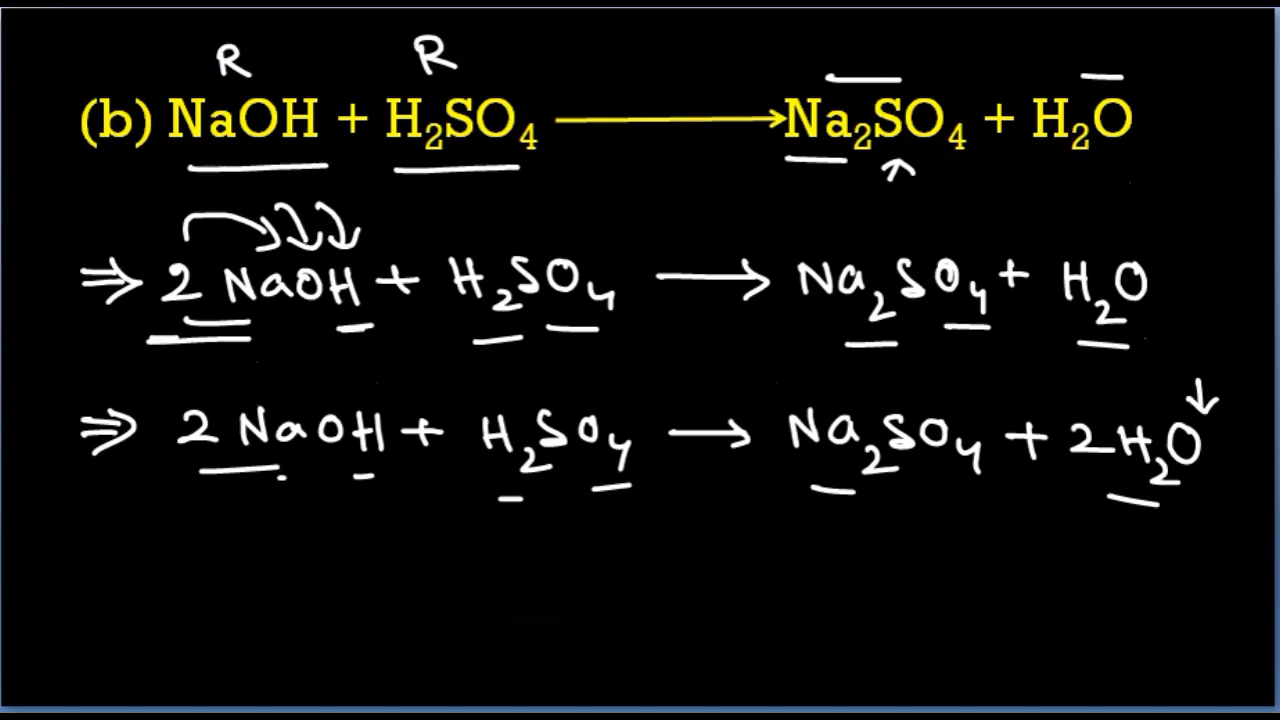 R R
(b) NaOH + H₂SO₄ ⟶ Na₂SO₄ + H₂O
⇒ 2 NaOH + H₂SO₄ ⟶ Na₂SO₄ + H₂O
⇒ 2 NaOH + H₂SO₄ ⟶ Na₂SO₄ + 2H₂O